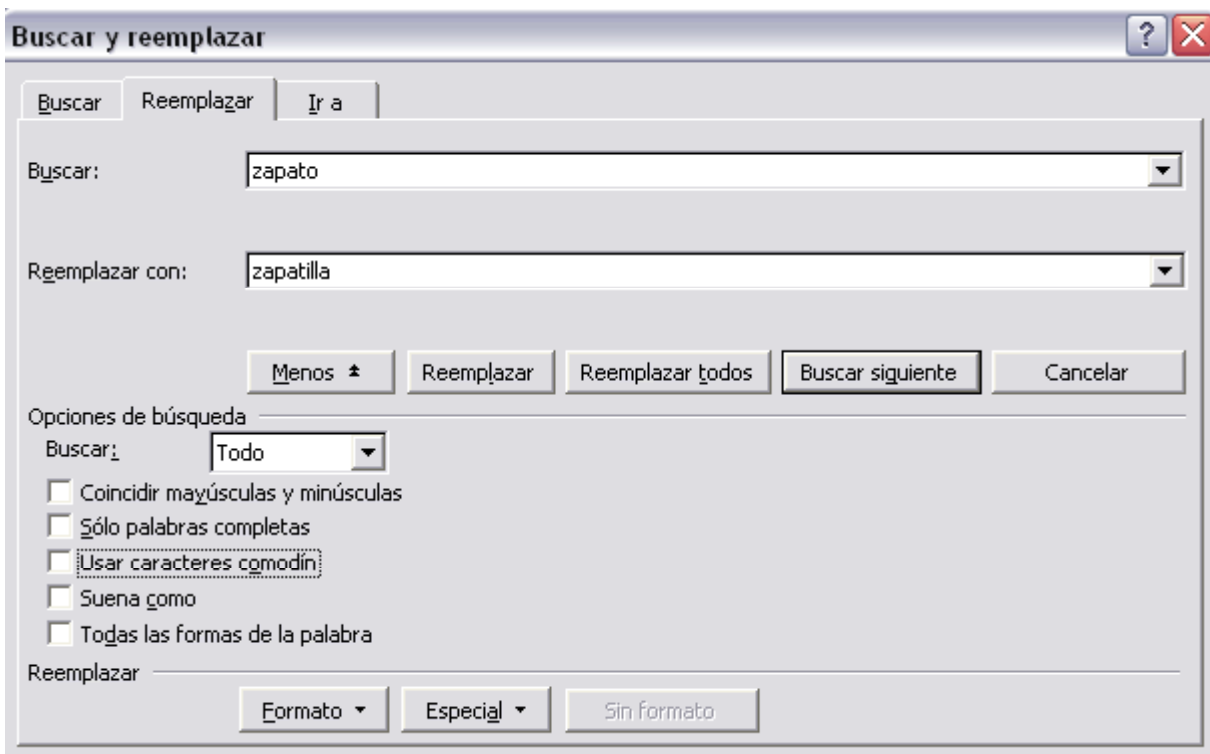 Buscar y reemplazar
Buscar Reemplazar Ir a
Buscar: zapato
Reemplazar con: zapatilla
Menos Reemplazar Reemplazar todos Buscar siguiente Cancelar
Opciones de búsqueda
Buscar: Todo
Coincidir mayúsculas y minúsculas
Sólo palabras completas
Usar caracteres comodín
Suena como
Todas las formas de la palabra
Reemplazar
Formato Especial Sin formato